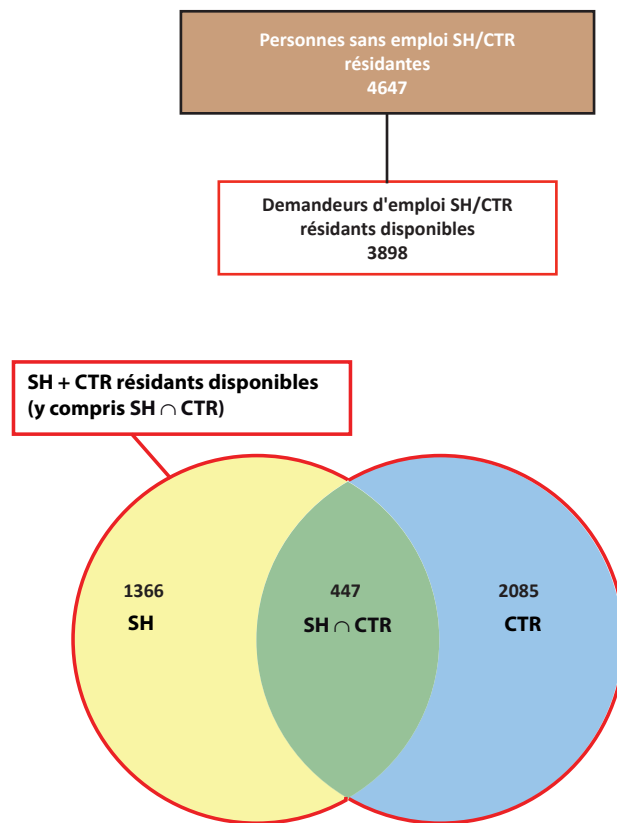 Personnes sans emploi SH/CTR
résidantes
4647
Demandeurs d'emploi SH/CTR
résidants disponibles
3898
SH + CTR résidants disponibles
(y compris SH ∩ CTR)
1366
SH
447
SH ∩ CTR
2085
CTR